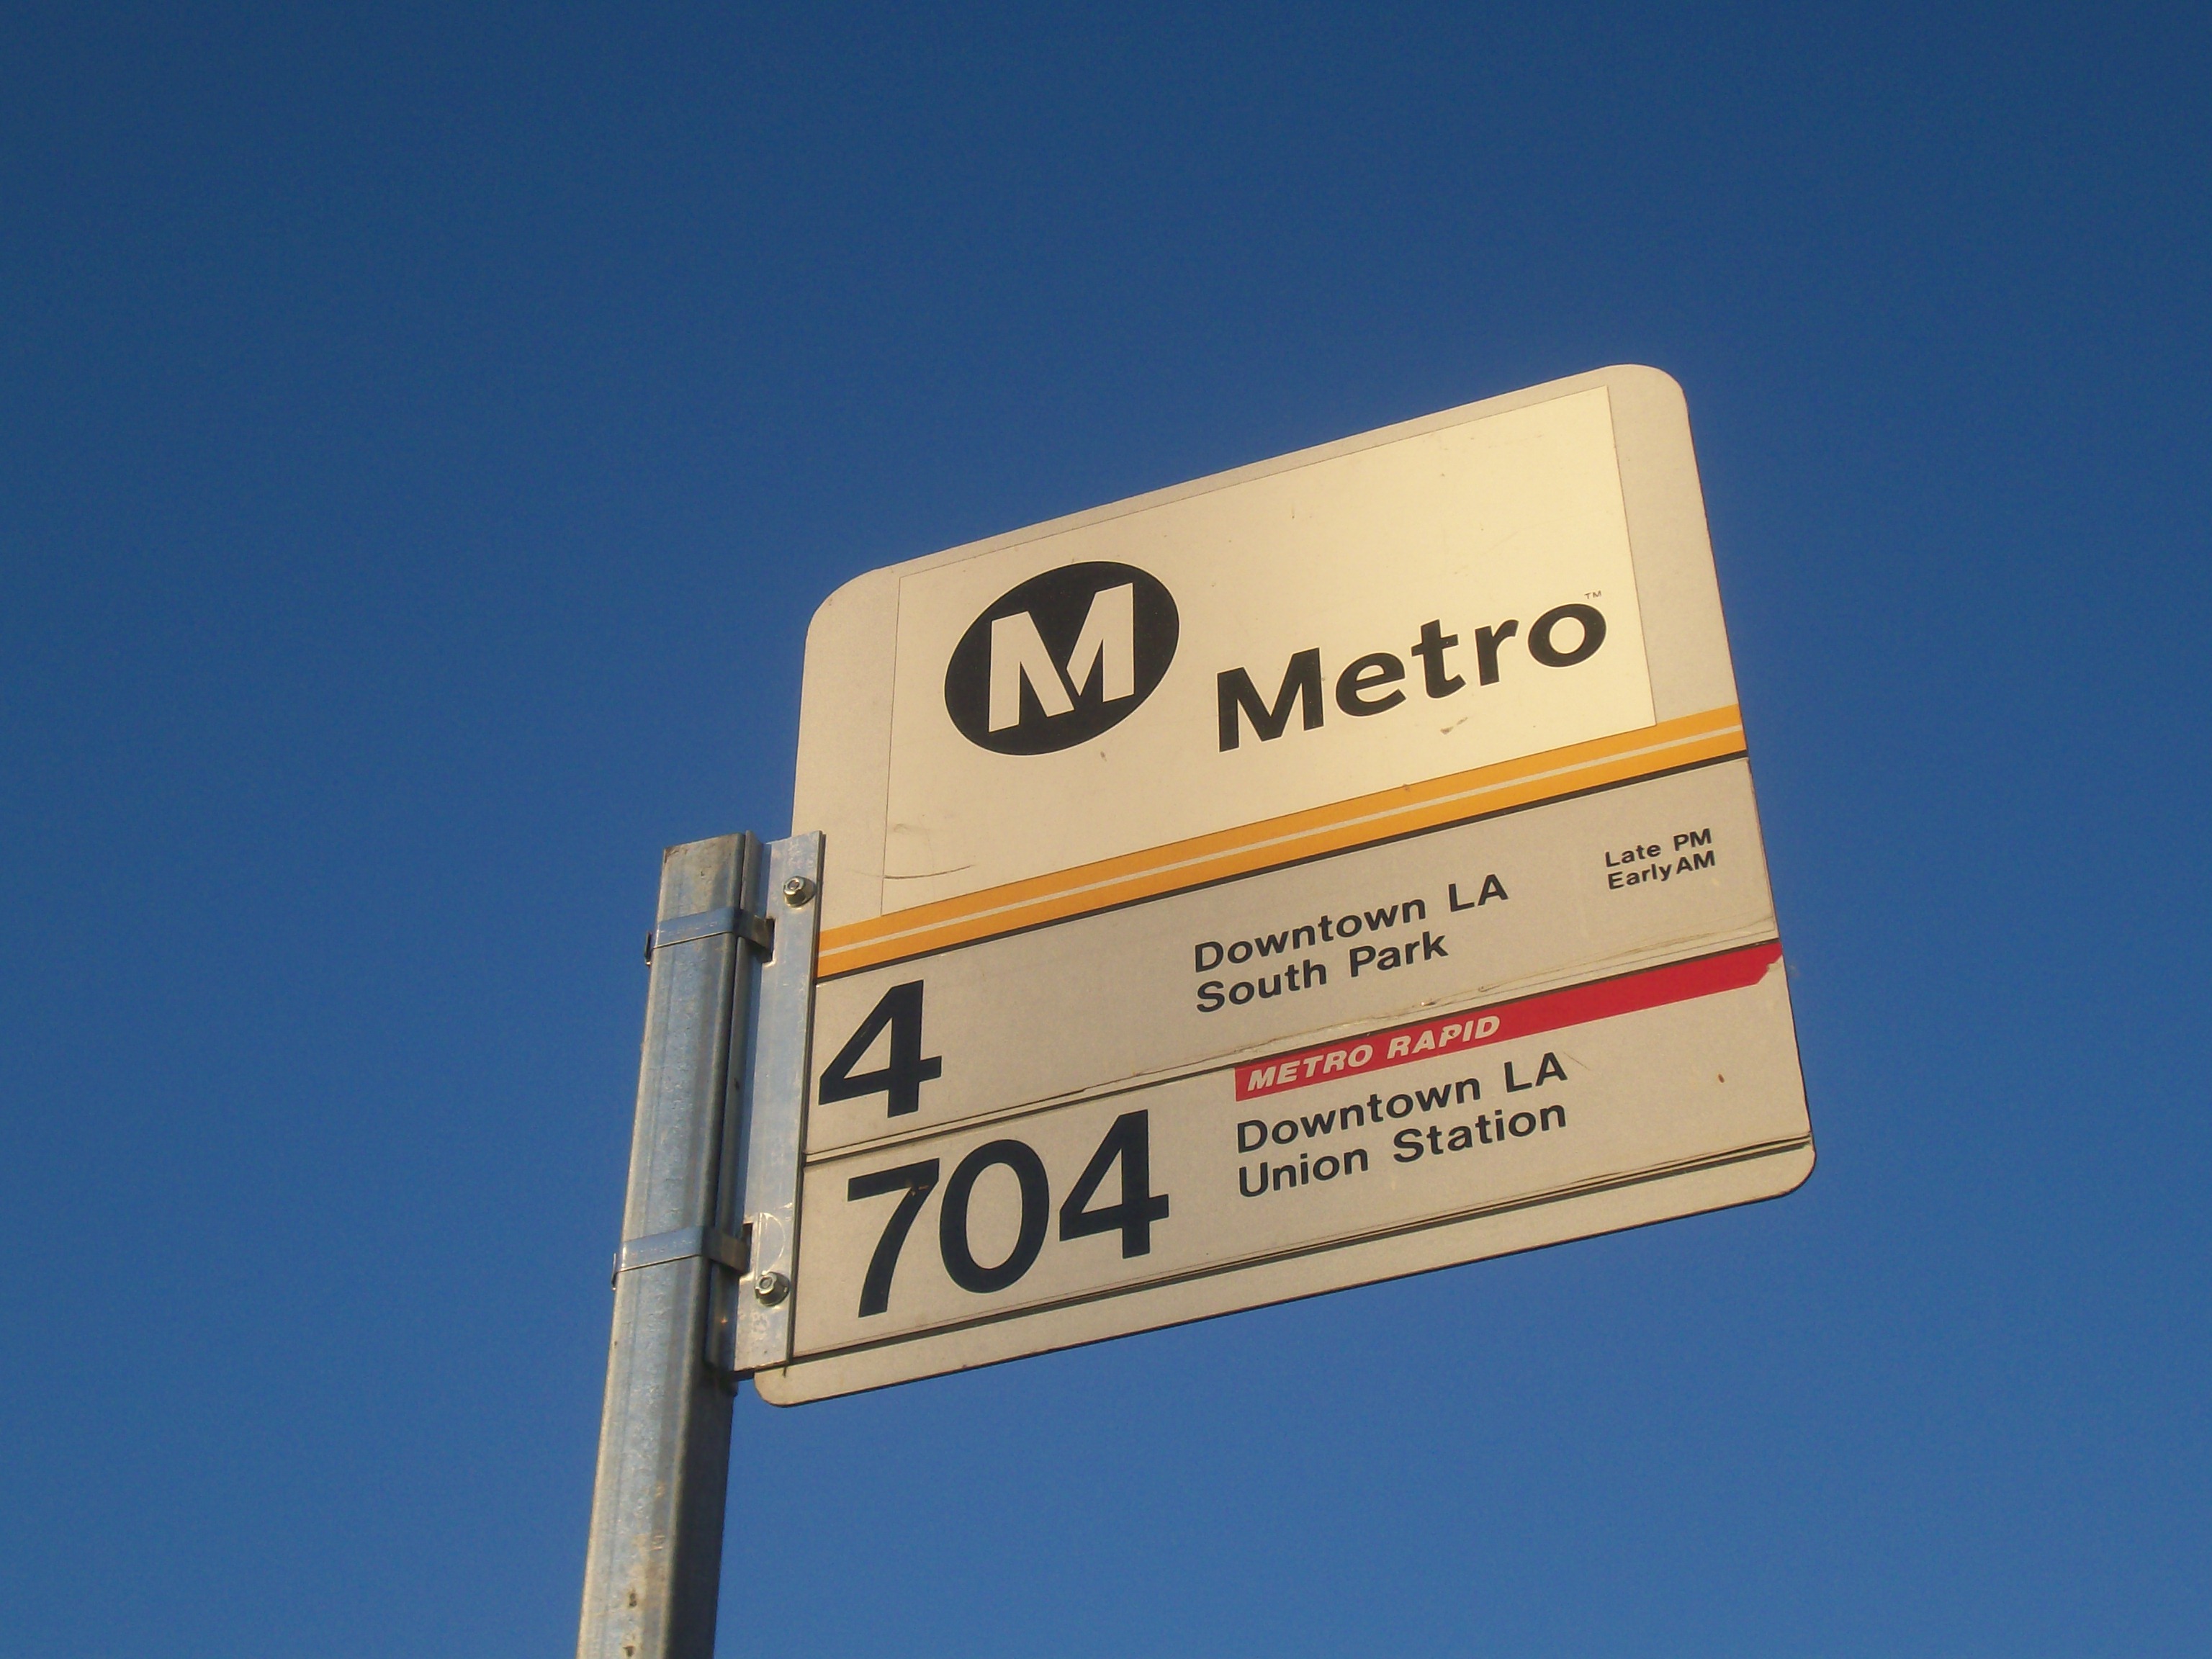 M Metro™
4 Downtown LA Late PM
South Park Early AM
METRO RAPID
704 Downtown LA
Union Station